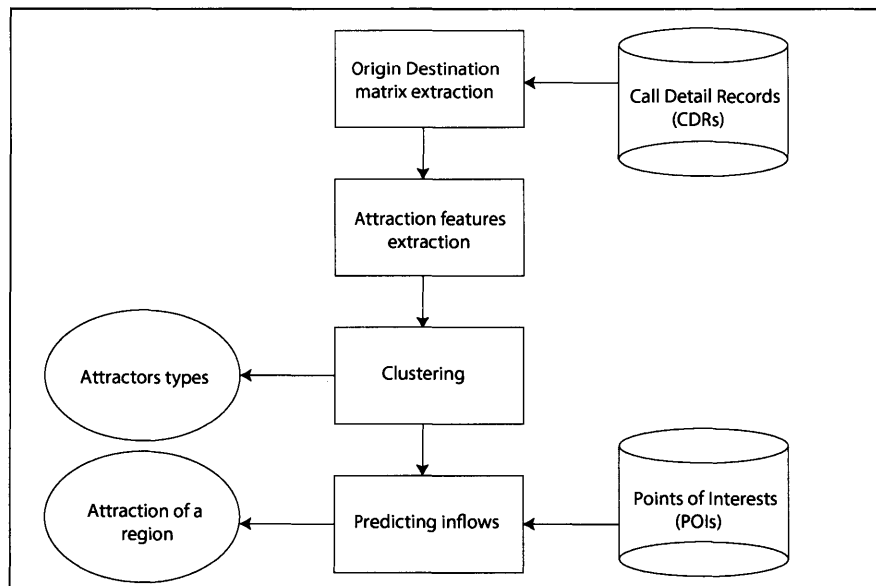 Origin Destination
matrix extraction
Call Detail Records
(CDRs)
Attraction features
extraction
Attractors types
Clustering
Attraction of a
region
Predicting inflows
Points of Interests
(POIs)